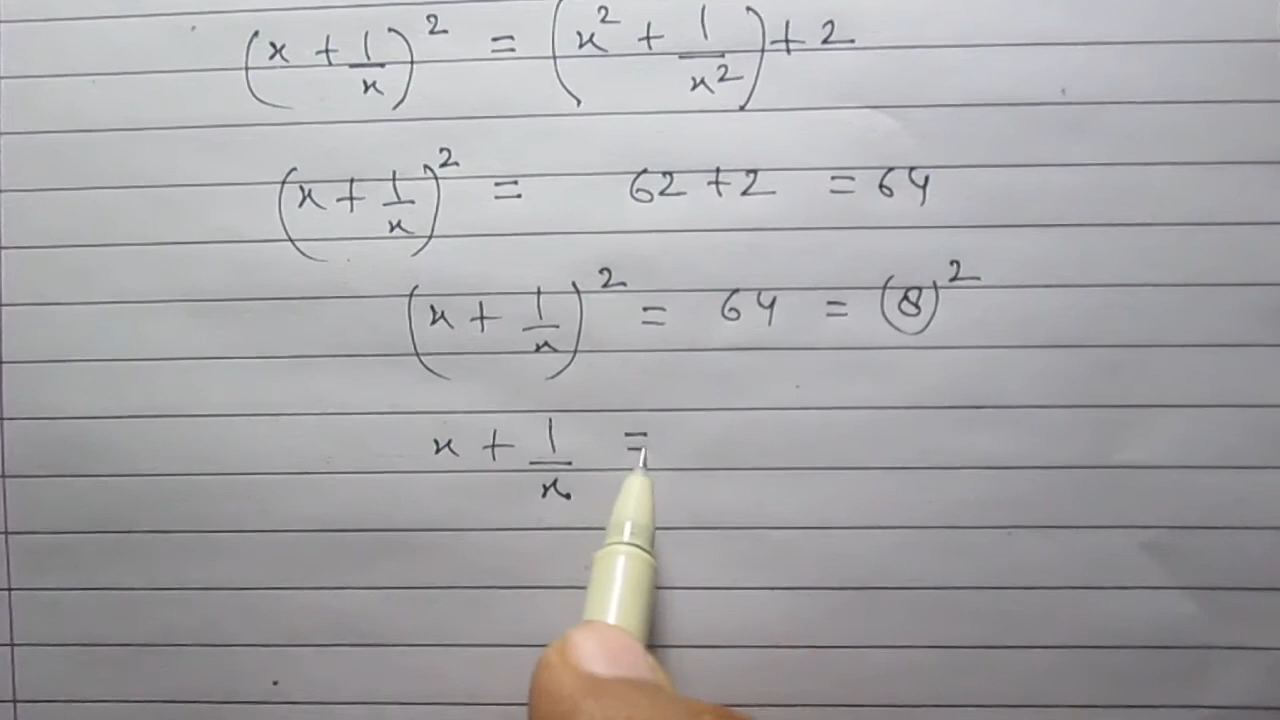 (x + 1/x)² = (x² + 1/x²) + 2
(x + 1/x)² = 62 + 2 = 64
(x + 1/x)² = 64 = (8)²
x + 1/x =